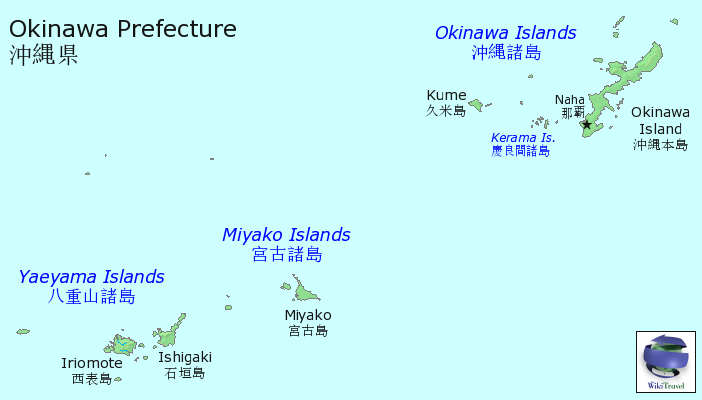 Okinawa Prefecture
沖縄県
Okinawa Islands
沖縄諸島
Kume
久米島
Naha
那覇
Okinawa
Island
沖縄本島
Kerama Is.
慶良間諸島
Miyako Islands
宮古諸島
Yaeyama Islands
八重山諸島
Miyako
宮古島
Ishigaki
石垣島
Iriomote
西表島
WikiTravel